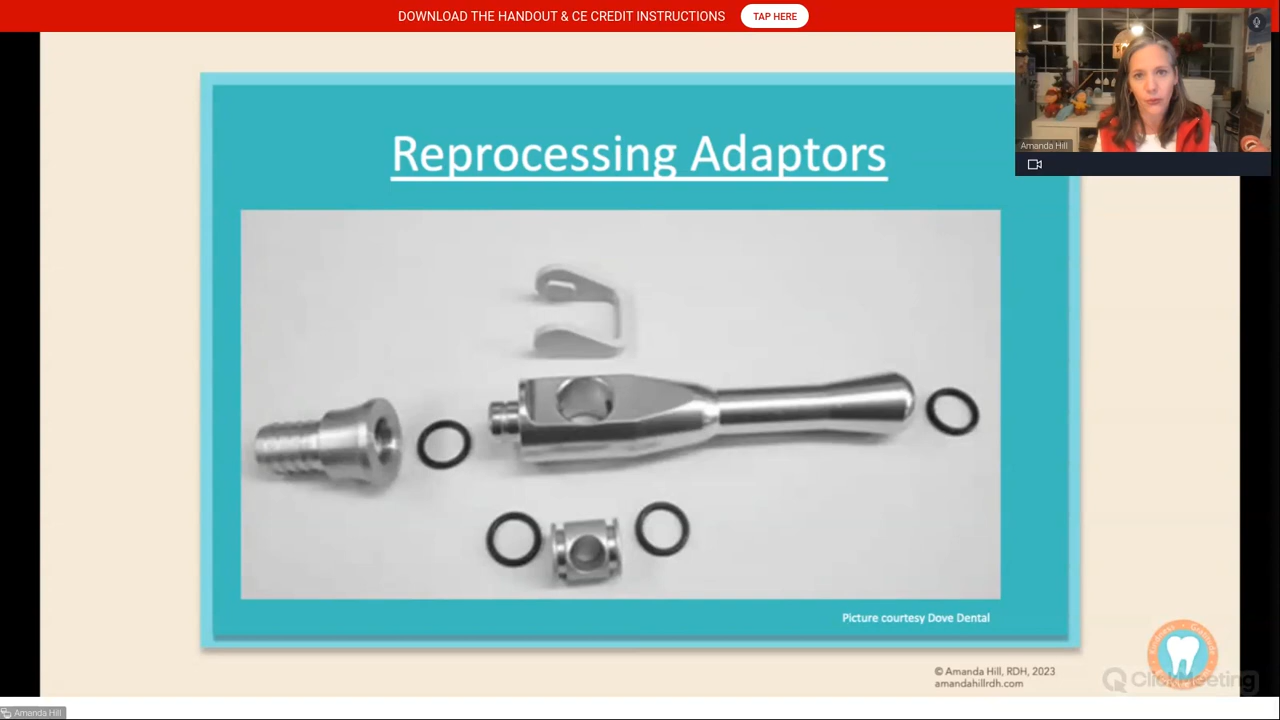 DOWNLOAD THE HANDOUT & CE CREDIT INSTRUCTIONS
TAP HERE
Amanda Hill
Reprocessing Adaptors
Picture courtesy Dove Dental
© Amanda Hill, RDH, 2023
amandahillrdh.com
ClickMeeting
Amanda Hill